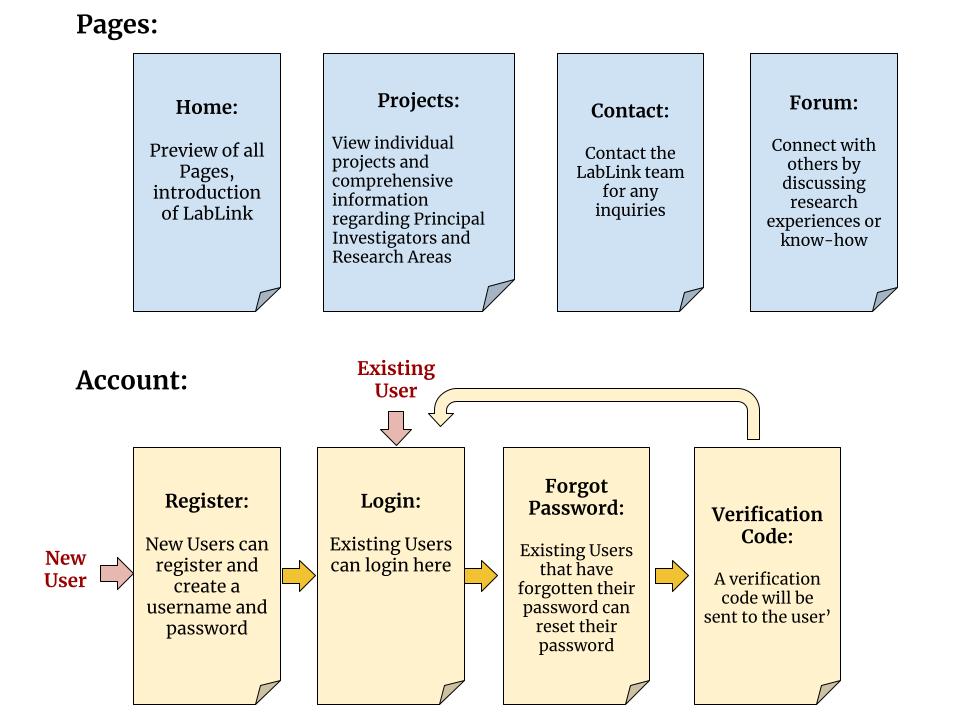 Pages:
Home:
Preview of all
Pages,
introduction
of LabLink
Projects:
View individual
projects and
comprehensive
information
regarding Principal
Investigators and
Research Areas
Contact:
Contact the
LabLink team
for any
inquiries
Forum:
Connect with
others by
discussing
research
experiences or
know-how
Account:
Existing
User
New
User
Register:
New Users can
register and
create a
username and
password
Login:
Existing Users
can login here
Forgot
Password:
Existing Users
that have
forgotten their
password can
reset their
password
Verification
Code:
A verification
code will be
sent to the user’